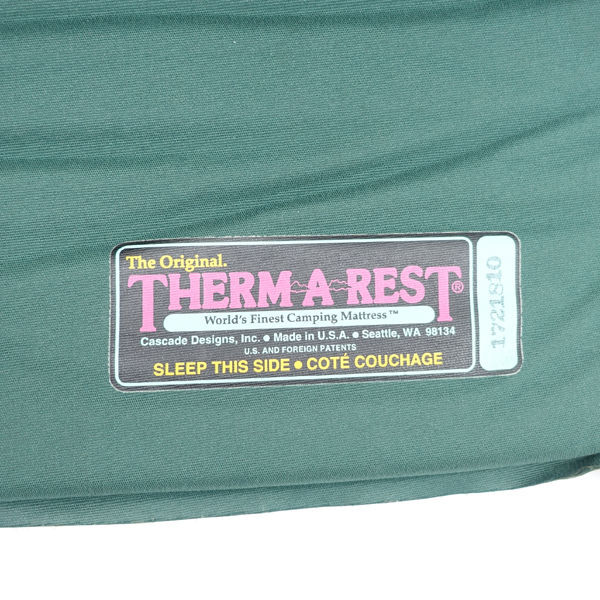 The Original.
THERM-A-REST®
World's Finest Camping Mattress™
Cascade Designs, Inc. • Made in U.S.A. • Seattle, WA 98134
U.S. AND FOREIGN PATENTS
SLEEP THIS SIDE • COTÉ COUCHAGE
1721840